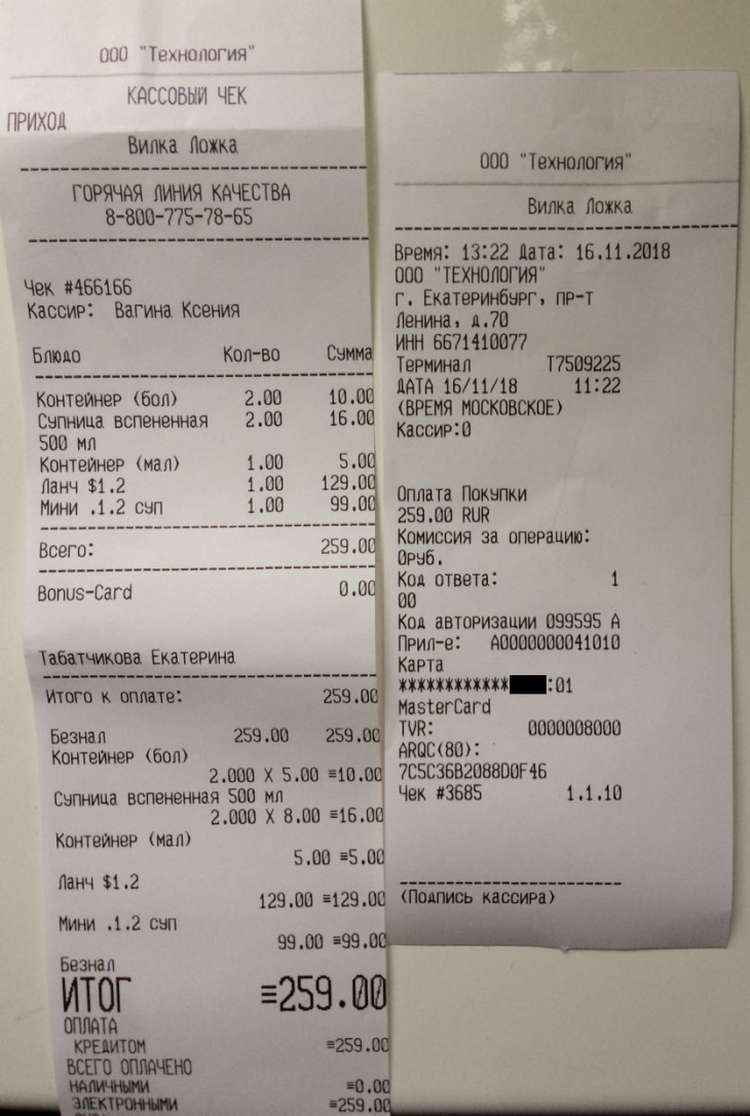 ООО "Технология"
КАССОВЫЙ ЧЕК
ПРИХОД
Вилка Ложка
ГОРЯЧАЯ ЛИНИЯ КАЧЕСТВА
8-800-775-78-65
Чек #466166
Кассир: Вагина Ксения
Блюдо Кол-во Сумма
Контейнер (бол) 2.00 10.00
Супница вспененная 2.00 16.00
500 мл
Контейнер (мал) 1.00 5.00
Ланч $1.2 1.00 129.00
Мини .1.2 суп 1.00 99.00
Всего: 259.00
Bonus-Card 0.00
Табатчикова Екатерина
Итого к оплате: 259.00
Безнал 259.00 259.00
Контейнер (бол)
2.000 X 5.00 ≡10.00
Супница вспененная 500 мл
2.000 X 8.00 ≡16.00
Контейнер (мал)
5.00 ≡5.00
Ланч $1.2
129.00 ≡129.00
Мини .1.2 суп
99.00 ≡99.00
Безнал
ИТОГ ≡259.00
ОПЛАТА
КРЕДИТОМ ≡259.00
ВСЕГО ОПЛАЧЕНО
НАЛИЧНЫМИ ≡0.00
ЭЛЕКТРОННЫМИ ≡259.00
ООО "Технология"
Вилка Ложка
Время: 13:22 Дата: 16.11.2018
ООО "ТЕХНОЛОГИЯ"
г. Екатеринбург, пр-т
Ленина, д.70
ИНН 6671410077
Терминал T7509225
ДАТА 16/11/18 11:22
(ВРЕМЯ МОСКОВСКОЕ)
Кассир:0
Оплата Покупки
259.00 RUR
Комиссия за операцию:
0руб.
Код ответа: 1
00
Код авторизации 099595 A
Прил-е: A0000000041010
Карта
************:01
MasterCard
TVR: 0000008000
ARQC(80):
7C5C36B2088D0F46
Чек #3685 1.1.10
(Подпись кассира)